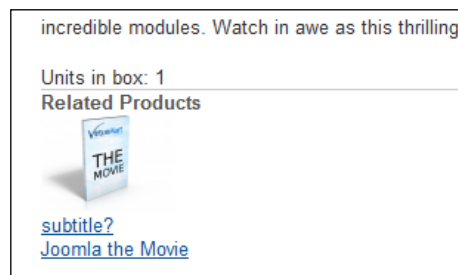 incredible modules. Watch in awe as this thrilling
Units in box: 1
Related Products
VirtueMart
THE
MOVIE
subtitle?
Joomla the Movie